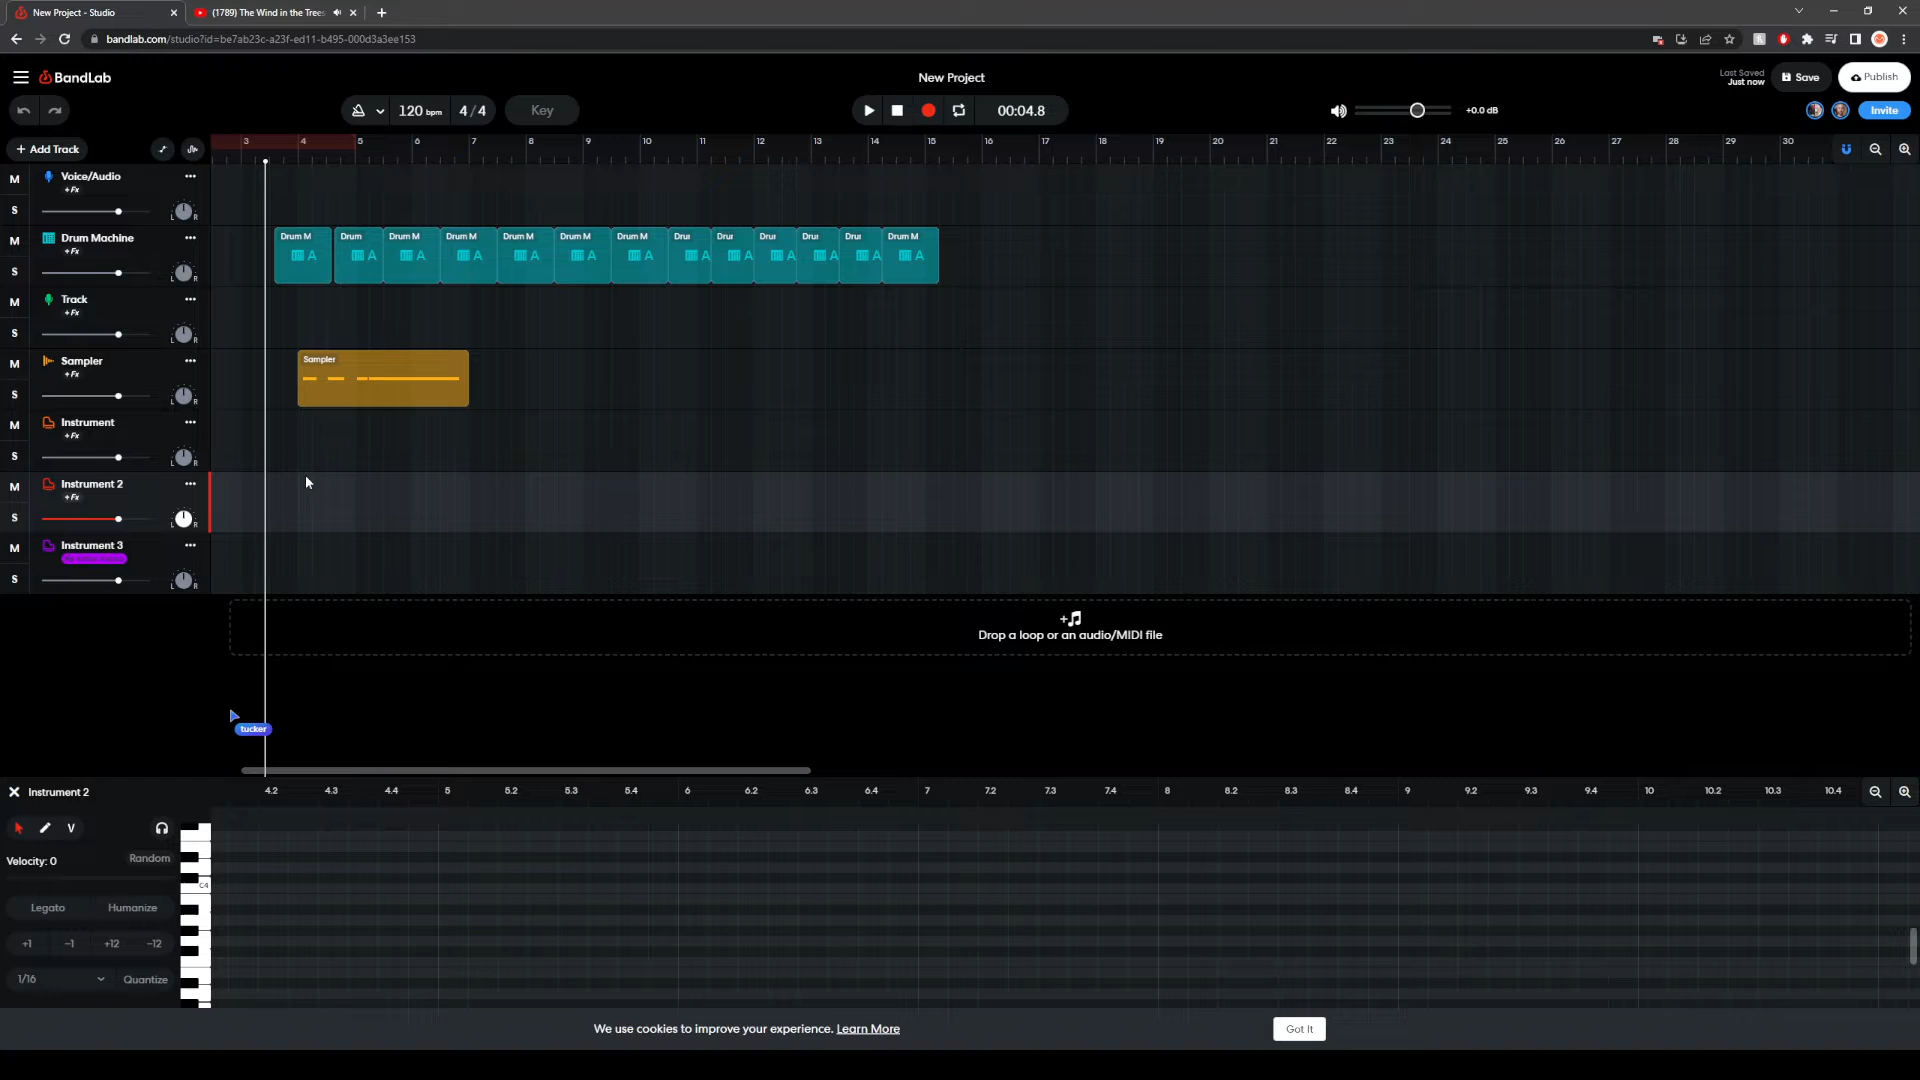 New Project - Studio
(1789) The Wind in the Trees
bandlab.com/studio?id=be7ab23c-a23f-ed11-b495-000d3a3ee153
BandLab
New Project
Last Saved
Just now
Save
Publish
120 bpm
4/4
Key
00:04.8
+0.0 dB
Invite
+ Add Track
3 4 5 6 7 8 9 10 11 12 13 14 15 16 17 18 19 20 21 22 23 24 25 26 27 28 29 30
M
Voice/Audio
+Fx
S
L R
M
Drum Machine
+Fx
S
L R
Drum M
Drum
Drum M
Drum M
Drum M
Drum M
Drum M
Drur
Drur
Drur
Drur
Drur
Drum M
A A A A A A A A A A A A A
M
Track
+Fx
S
L R
M
Sampler
+Fx
S
L R
Sampler
M
Instrument
+Fx
S
L R
M
Instrument 2
+Fx
S
L R
M
Instrument 3
S
L R
Drop a loop or an audio/MIDI file
tucker
Instrument 2
4.2 4.3 4.4 5 5.2 5.3 5.4 6 6.2 6.3 6.4 7 7.2 7.3 7.4 8 8.2 8.3 8.4 9 9.2 9.3 9.4 10 10.2 10.3 10.4
V
Velocity: 0
Random
C4
Legato
Humanize
+1 -1 +12 -12
1/16
Quantize
We use cookies to improve your experience. Learn More
Got It